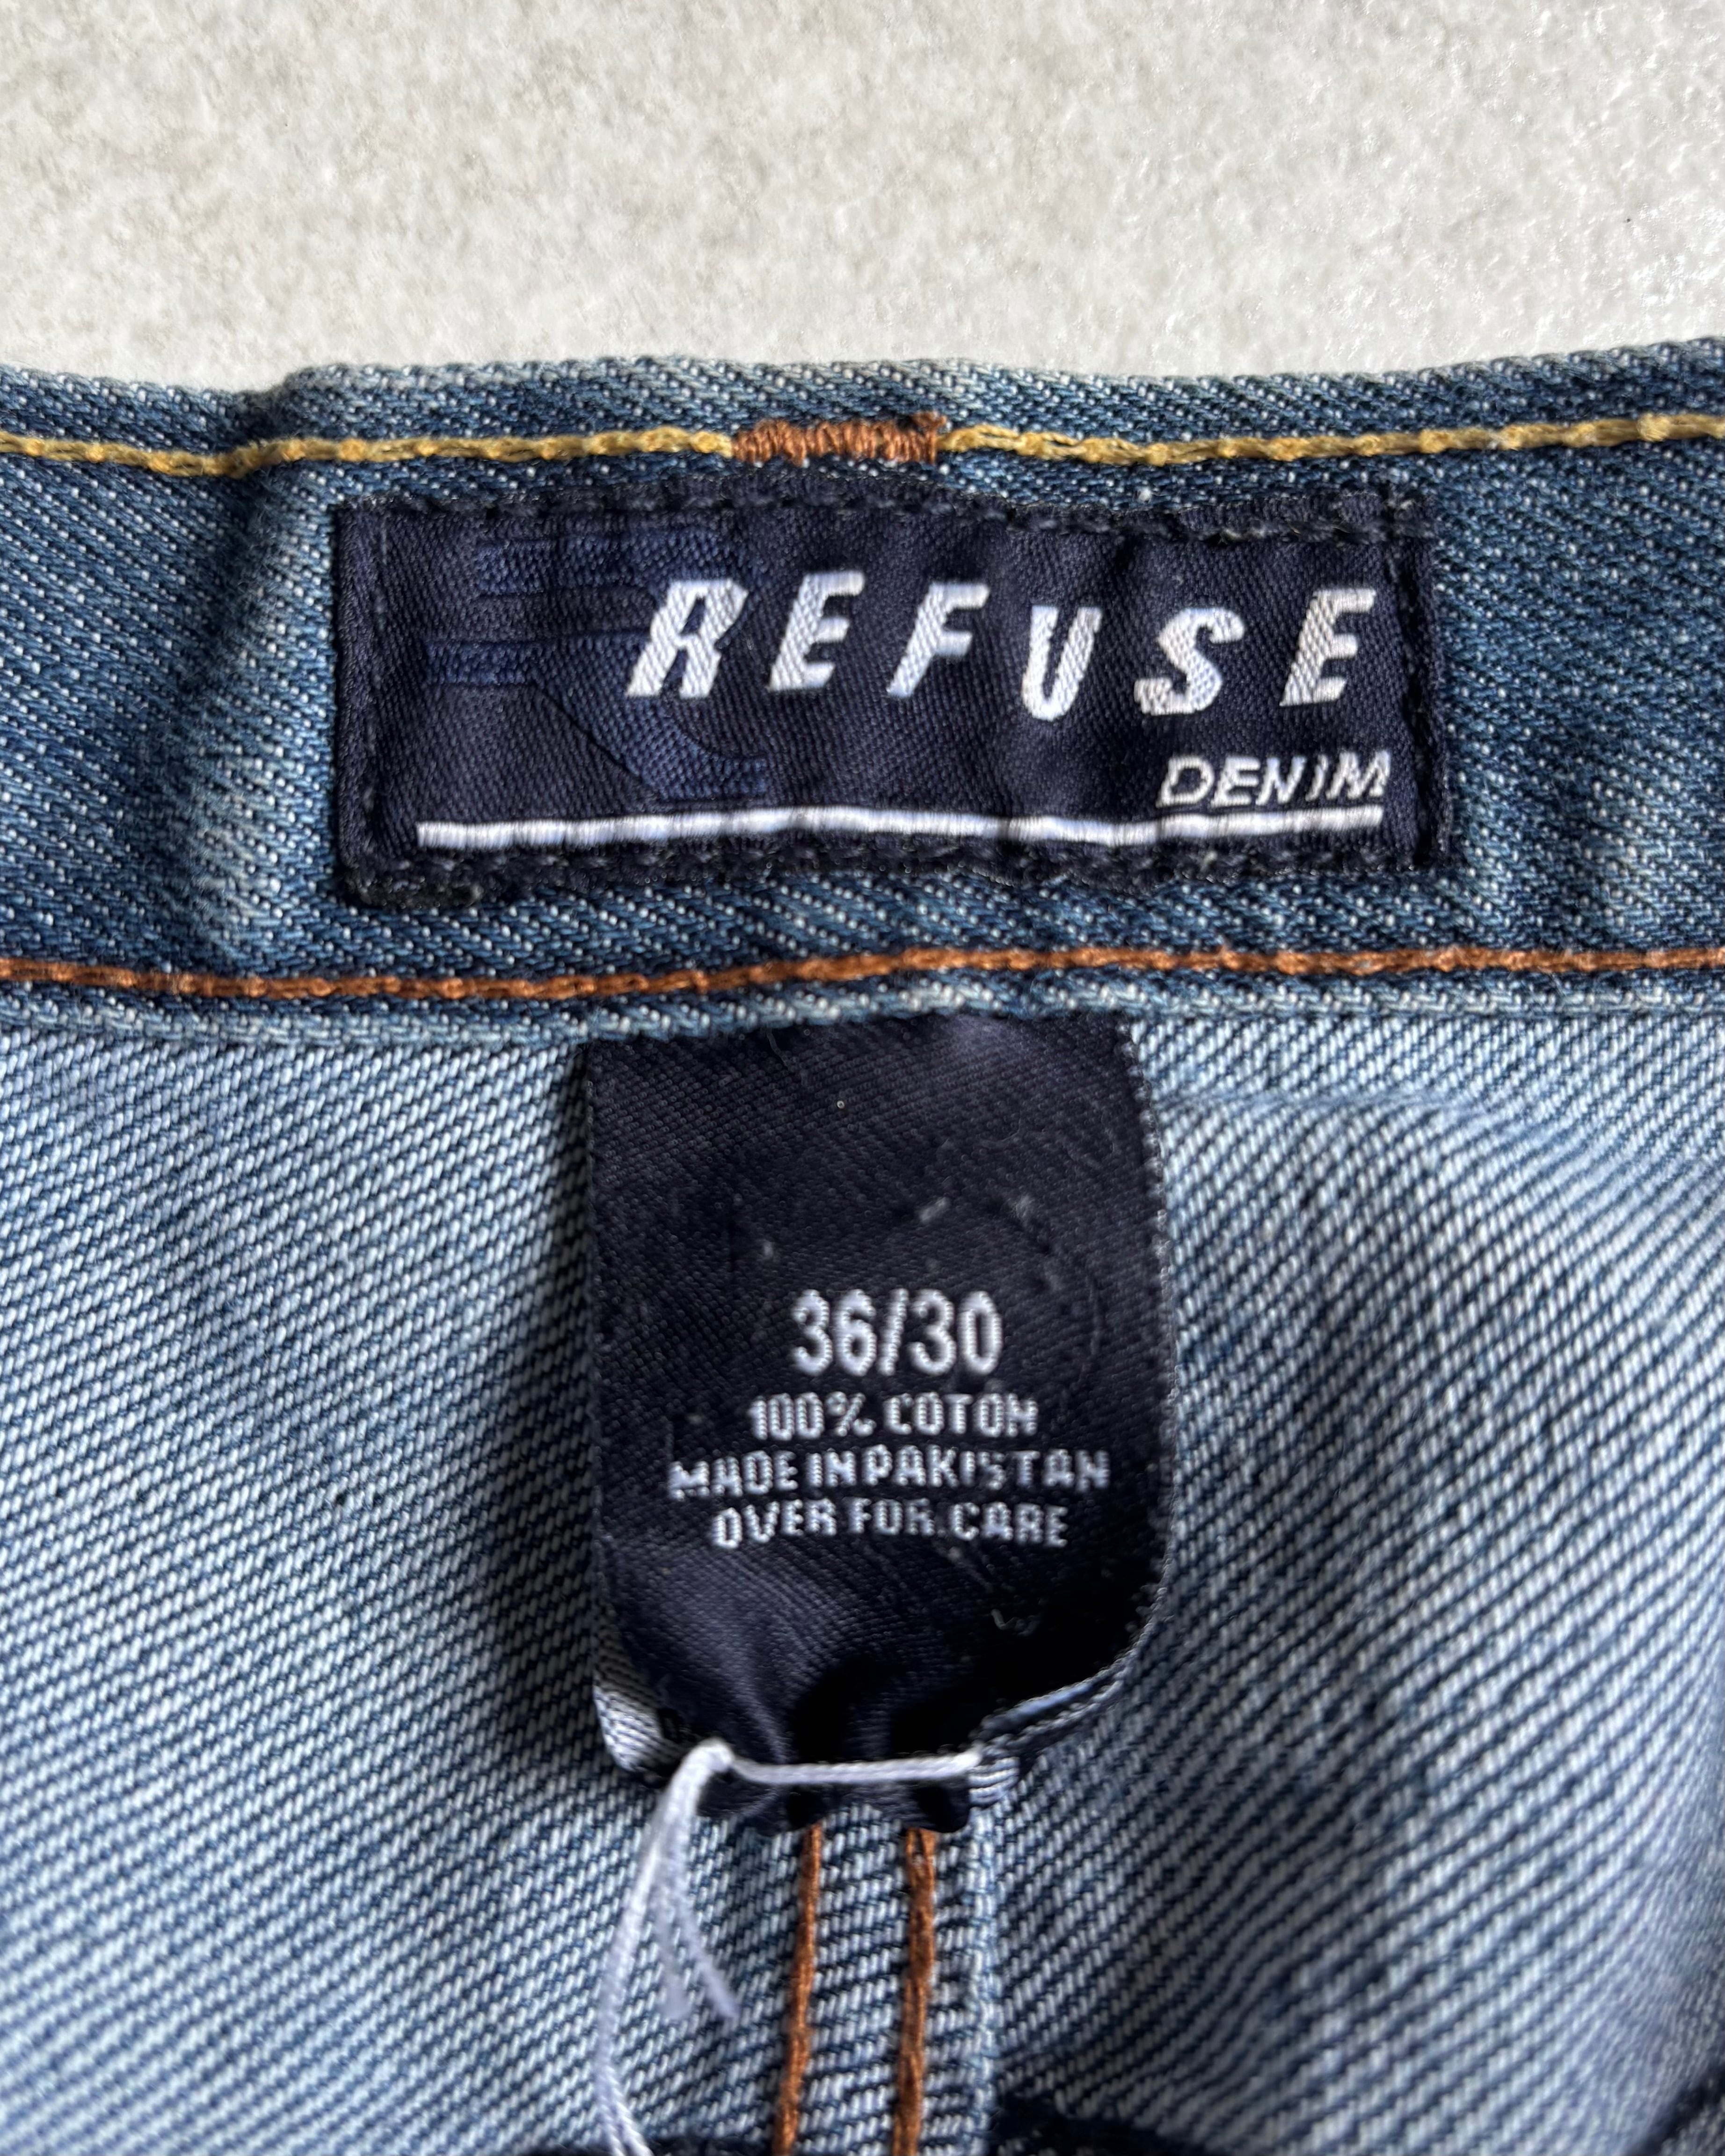 REFUSE
DENIM
36/30
100% COTON
MADE IN PAKISTAN
OVER FOR CARE